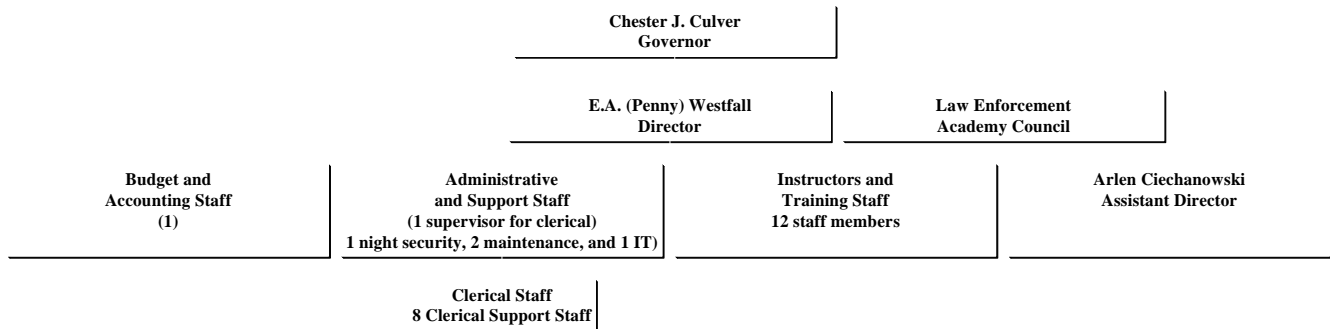 Chester J. Culver
Governor
E.A. (Penny) Westfall
Director
Law Enforcement
Academy Council
Budget and
Accounting Staff
(1)
Administrative
and Support Staff
(1 supervisor for clerical)
1 night security, 2 maintenance, and 1 IT)
Instructors and
Training Staff
12 staff members
Arlen Ciechanowski
Assistant Director
Clerical Staff
8 Clerical Support Staff